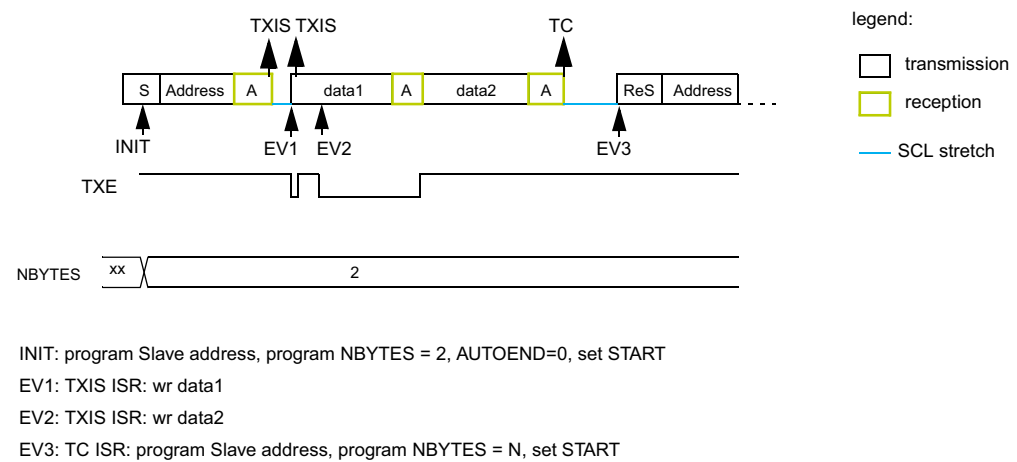 legend:
TXIS TXIS TC
transmission
S Address A data1 A data2 A ReS Address
reception
INIT EV1 EV2 EV3
SCL stretch
TXE
NBYTES xx 2
INIT: program Slave address, program NBYTES = 2, AUTOEND=0, set START
EV1: TXIS ISR: wr data1
EV2: TXIS ISR: wr data2
EV3: TC ISR: program Slave address, program NBYTES = N, set START